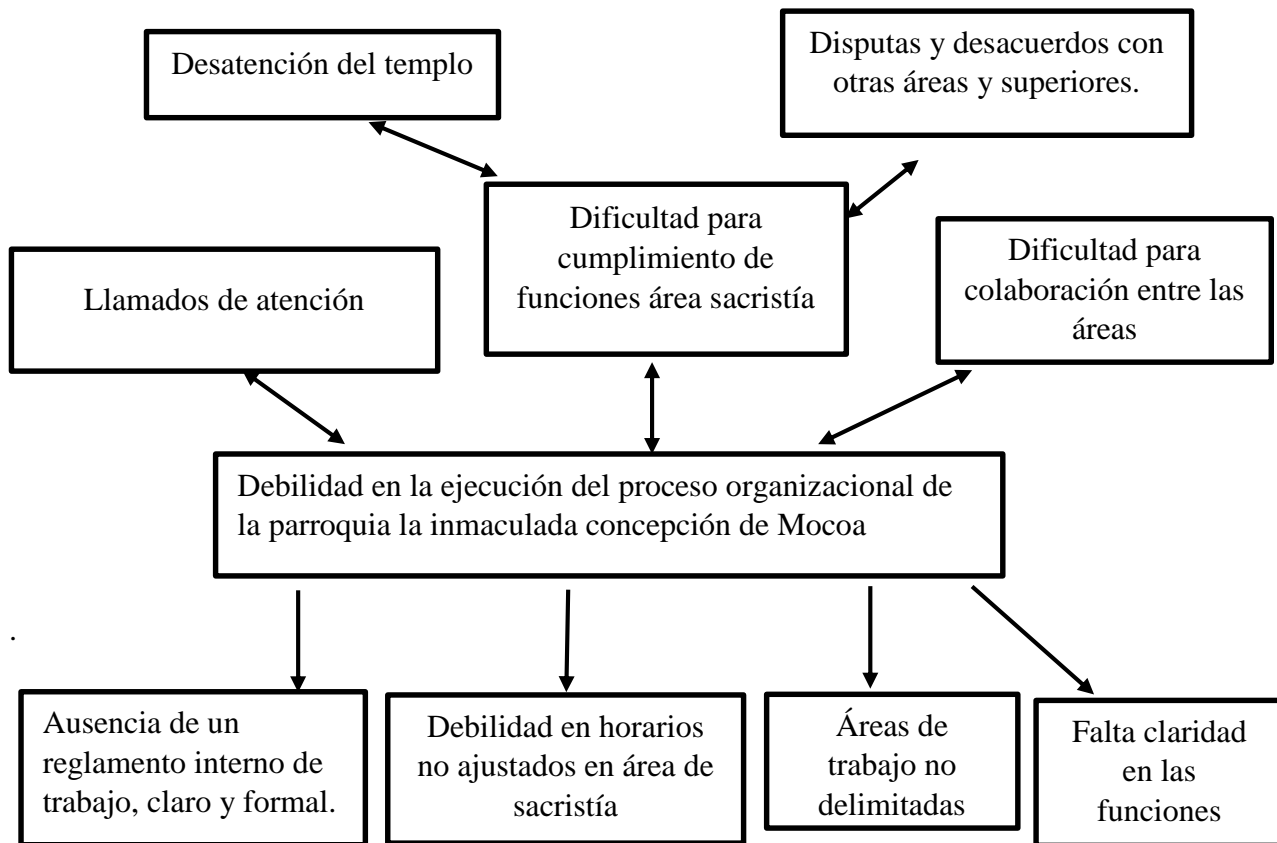 Desatención del templo
Disputas y desacuerdos con
otras áreas y superiores.
Dificultad para
cumplimiento de
funciones área sacristía
Llamados de atención
Dificultad para
colaboración entre las
áreas
Debilidad en la ejecución del proceso organizacional de
la parroquia la inmaculada concepción de Mocoa
.
Ausencia de un
reglamento interno de
trabajo, claro y formal.
Debilidad en horarios
no ajustados en área de
sacristía
Áreas de
trabajo no
delimitadas
Falta claridad
en las
funciones